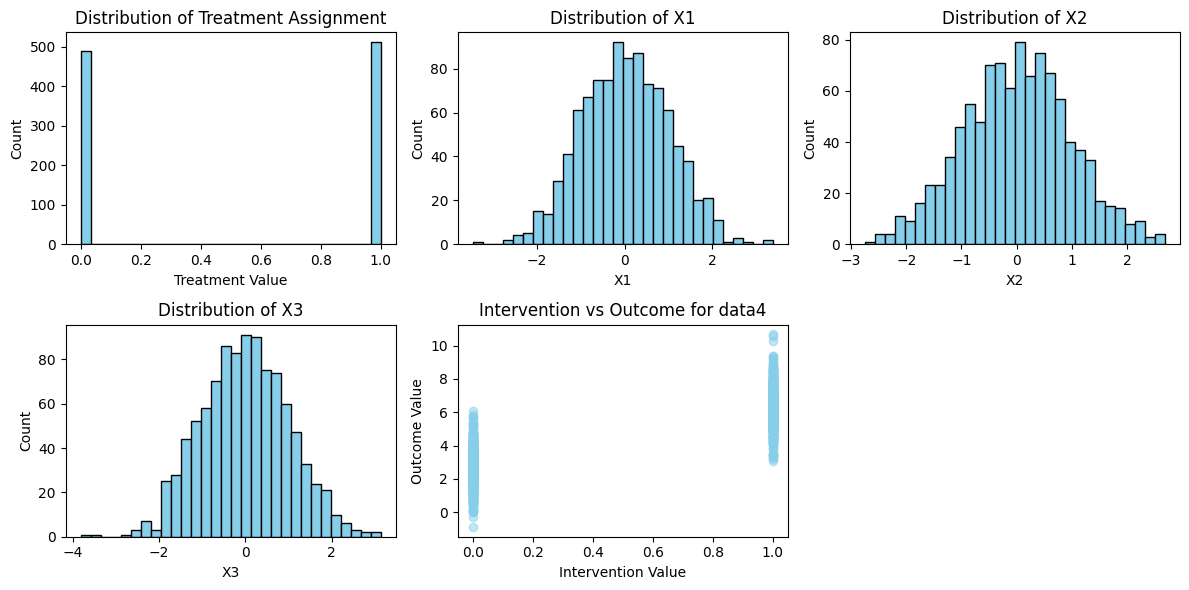 Distribution of Treatment Assignment
500
400
300
200
100
0
Count
0.0 0.2 0.4 0.6 0.8 1.0
Treatment Value
Distribution of X1
80
60
40
20
0
Count
−2 0 2
X1
Distribution of X2
80
60
40
20
0
Count
−3 −2 −1 0 1 2
X2
Distribution of X3
80
60
40
20
0
Count
−4 −2 0 2
X3
Intervention vs Outcome for data4
10
8
6
4
2
0
Outcome Value
0.0 0.2 0.4 0.6 0.8 1.0
Intervention Value